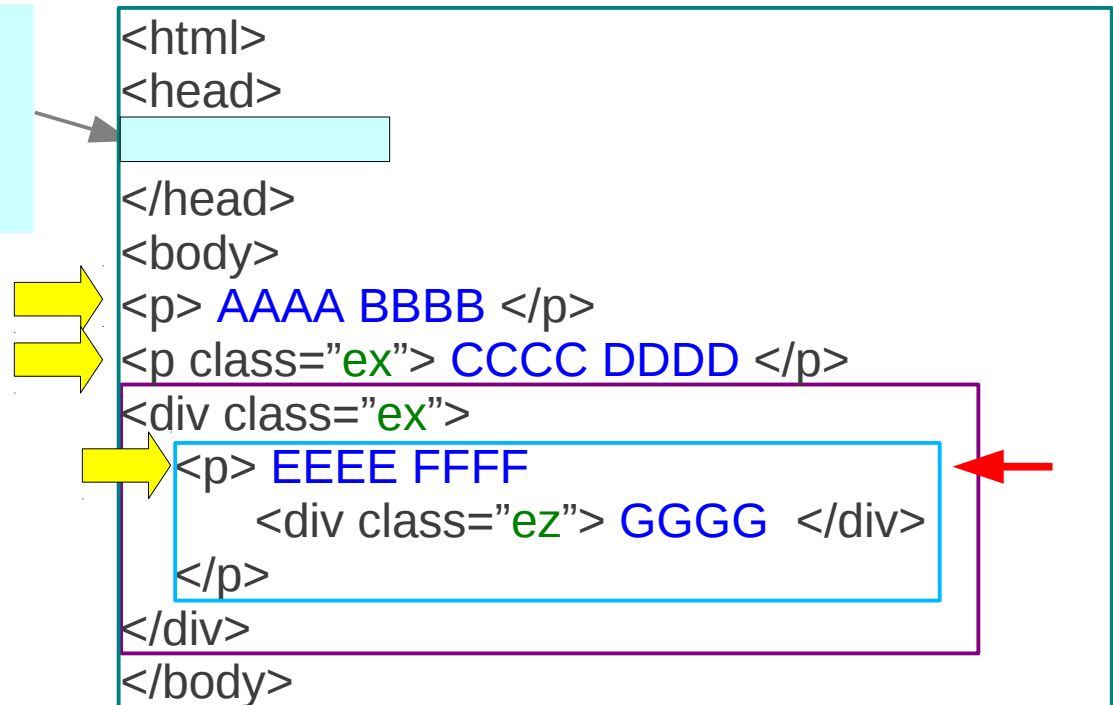 <html>
<head>
</head>
<body>
<p> AAAA BBBB </p>
<p class=”ex”> CCCC DDDD </p>
<div class=”ex”>
<p> EEEE FFFF
<div class=”ez”> GGGG </div>
</p>
</div>
</body>